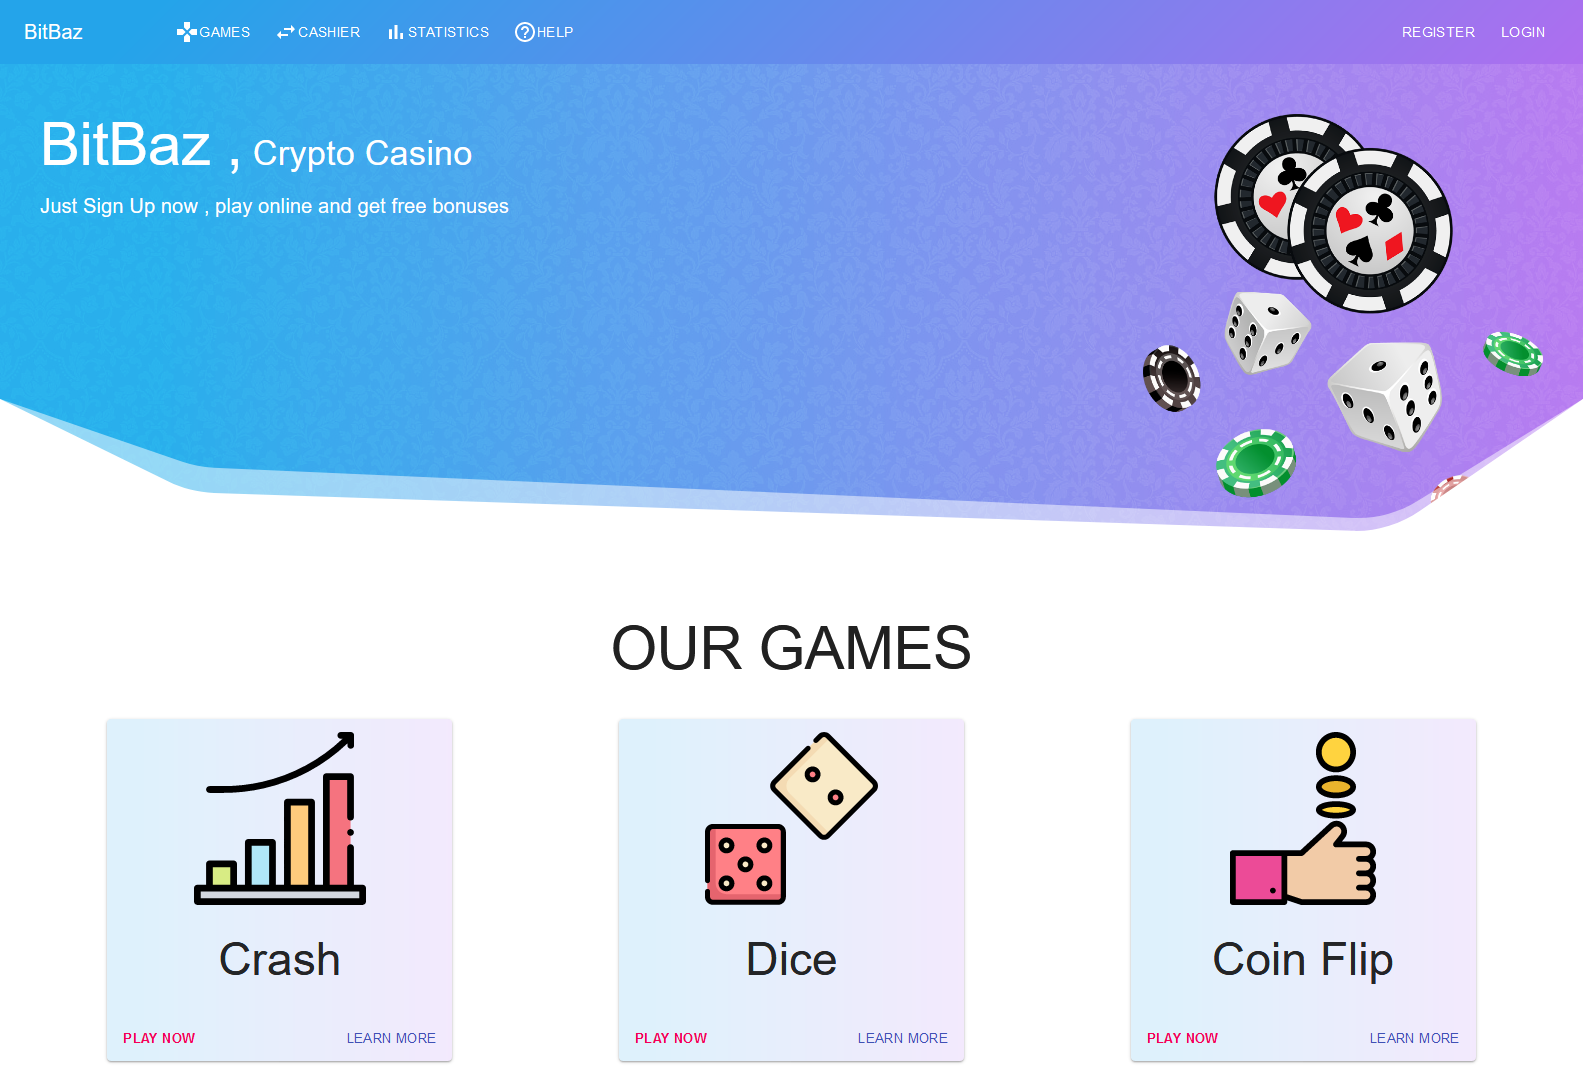 BitBaz GAMES CASHIER STATISTICS HELP REGISTER LOGIN
BitBaz , Crypto Casino
Just Sign Up now , play online and get free bonuses
OUR GAMES
Crash
PLAY NOW LEARN MORE
Dice
PLAY NOW LEARN MORE
Coin Flip
PLAY NOW LEARN MORE